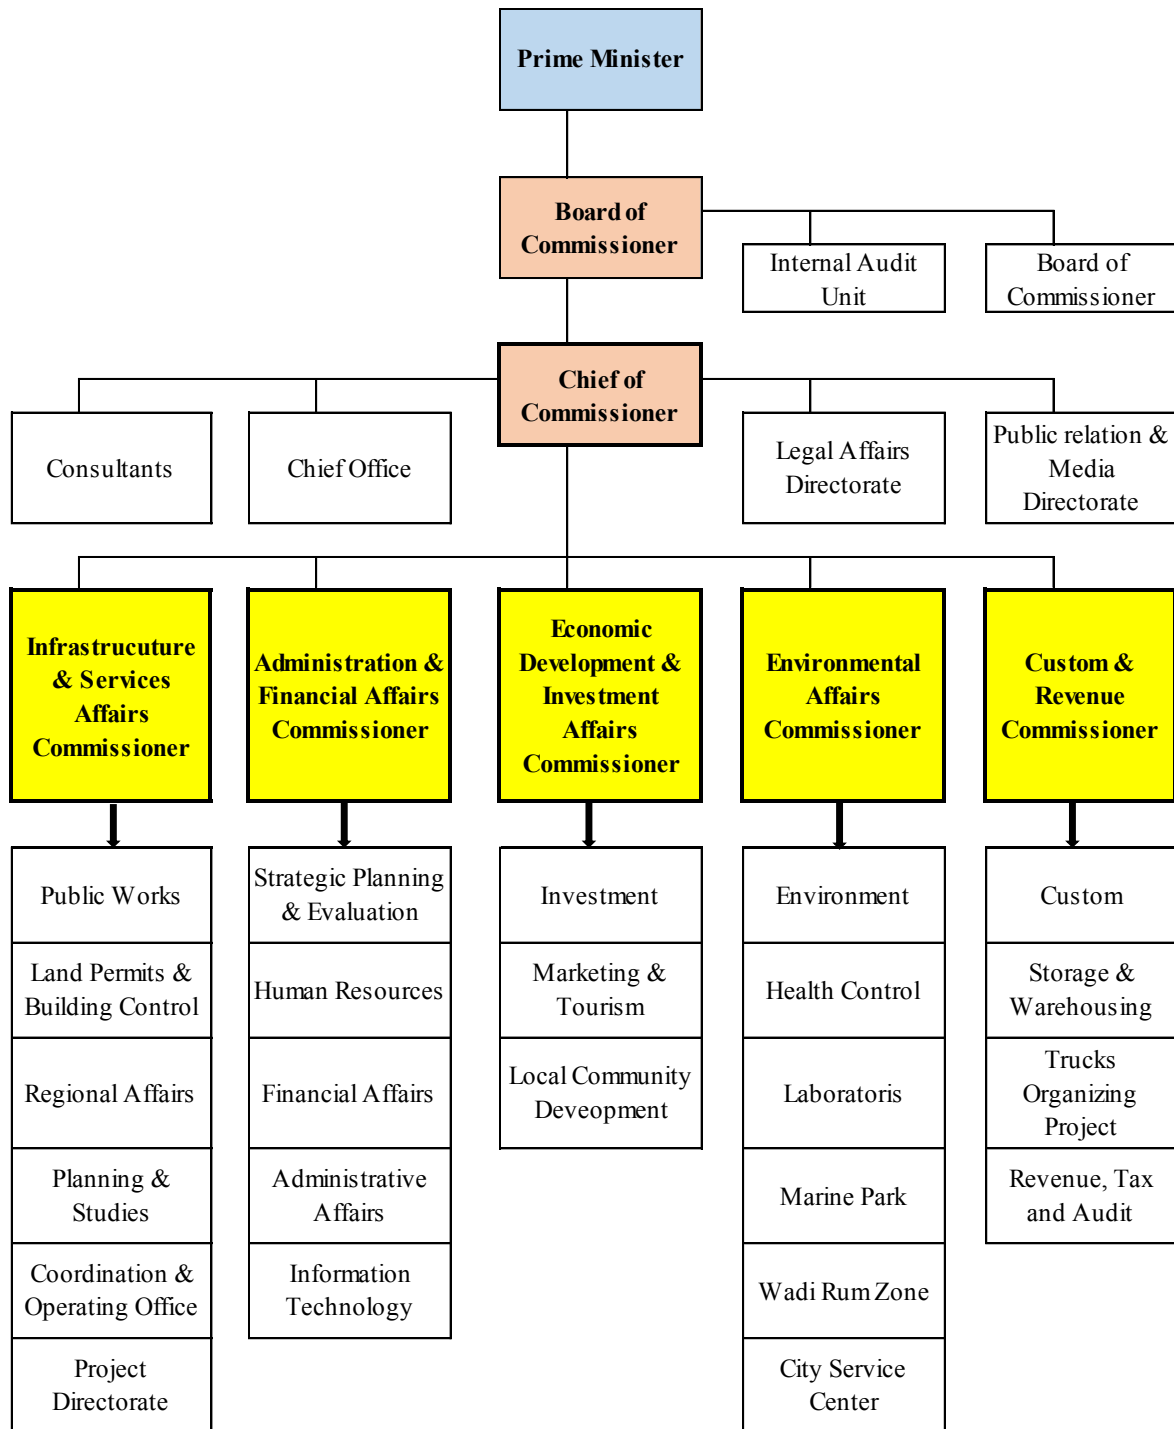 Prime Minister
Board of
Commissioner
Internal Audit
Unit
Board of
Commissioner
Chief of
Commissioner
Consultants
Chief Office
Legal Affairs
Directorate
Public relation &
Media
Directorate
Infrastrucuture
& Services
Affairs
Commissioner
Administration &
Financial Affairs
Commissioner
Economic
Development &
Investment
Affairs
Commissioner
Environmental
Affairs
Commissioner
Custom &
Revenue
Commissioner
Public Works
Land Permits &
Building Control
Regional Affairs
Planning &
Studies
Coordination &
Operating Office
Project
Directorate
Strategic Planning
& Evaluation
Human Resources
Financial Affairs
Administrative
Affairs
Information
Technology
Investment
Marketing &
Tourism
Local Community
Deveopment
Environment
Health Control
Laboratoris
Marine Park
Wadi Rum Zone
City Service
Center
Custom
Storage &
Warehousing
Trucks
Organizing
Project
Revenue, Tax
and Audit